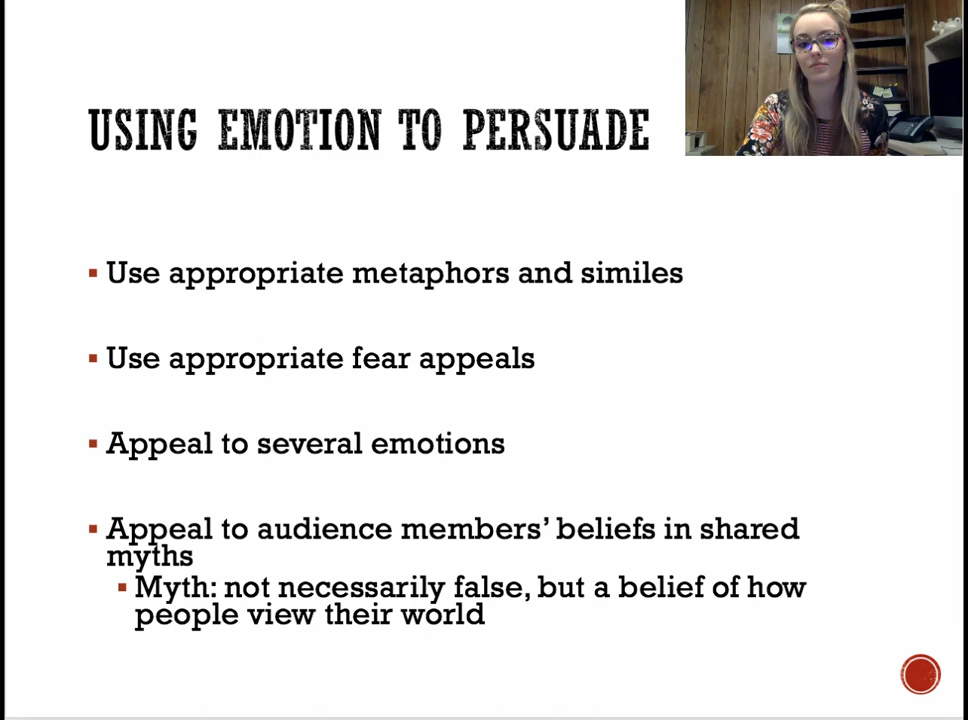 USING EMOTION TO PERSUADE
▪ Use appropriate metaphors and similes
▪ Use appropriate fear appeals
▪ Appeal to several emotions
▪ Appeal to audience members’ beliefs in shared
myths
▪ Myth: not necessarily false, but a belief of how
people view their world